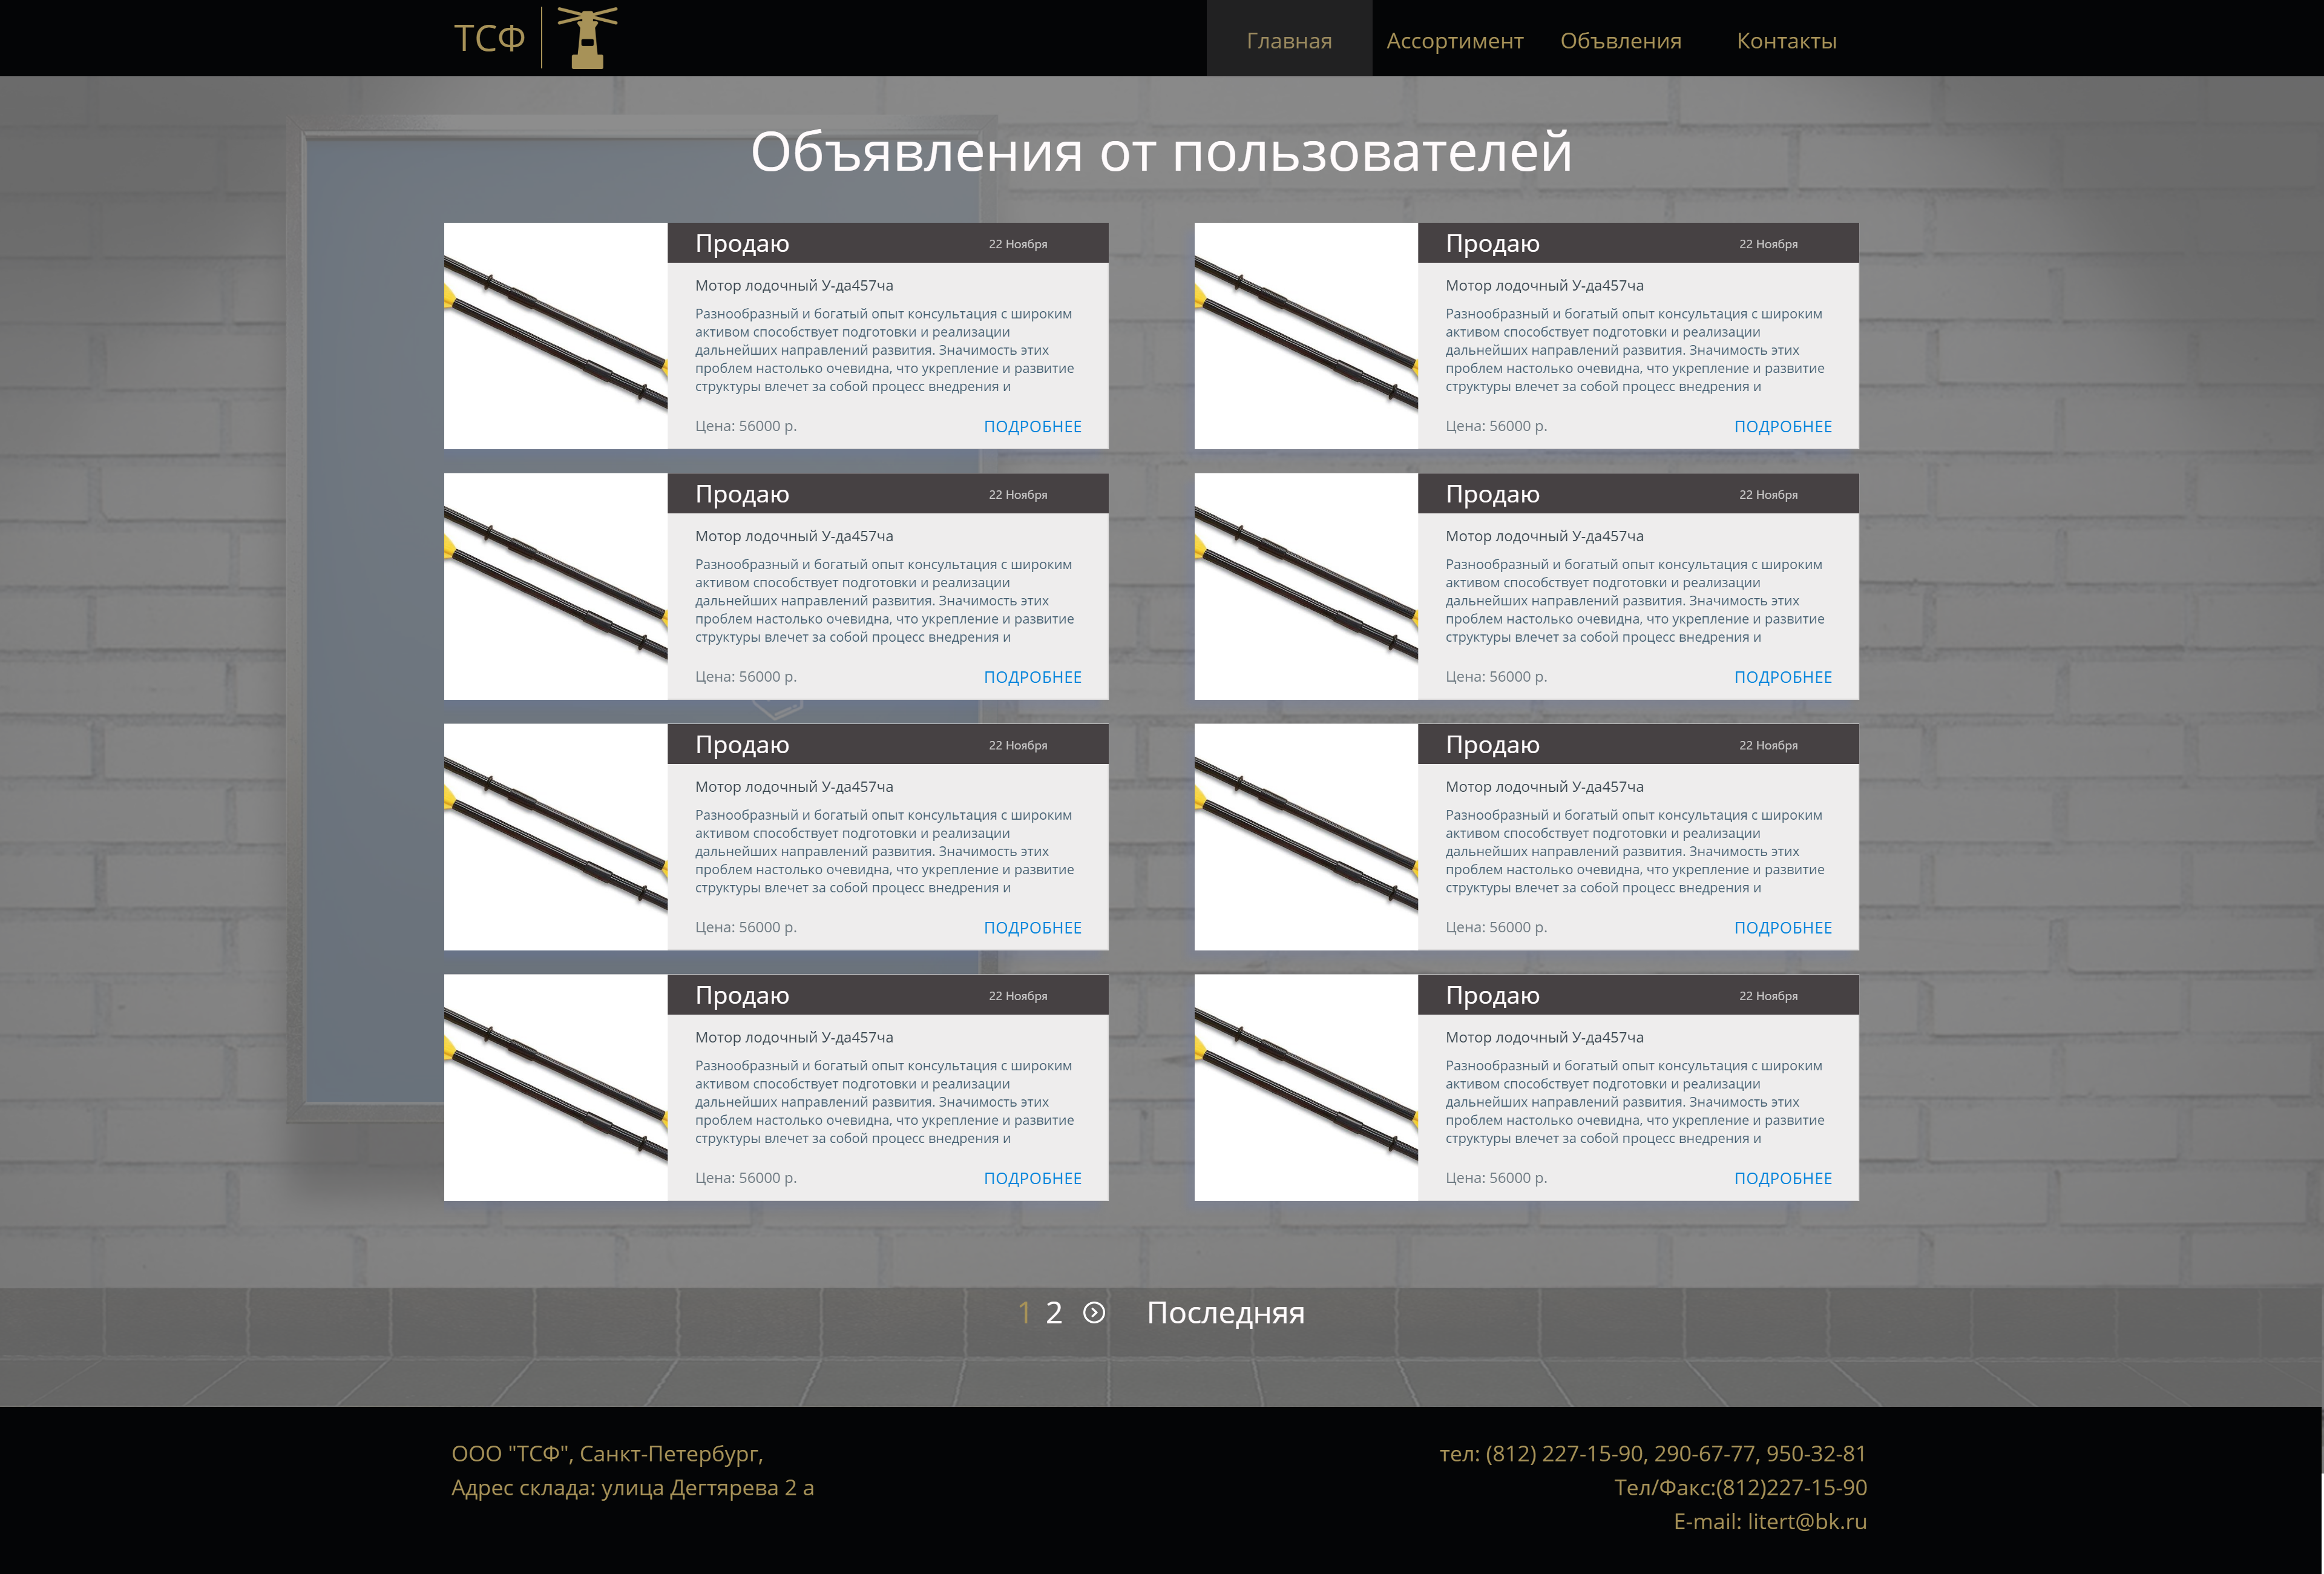 ТСФ
Главная Ассортимент Объвления Контакты
Объявления от пользователей
Продаю 22 Ноября
Мотор лодочный У-да457ча
Разнообразный и богатый опыт консультация с широким
активом способствует подготовки и реализации
дальнейших направлений развития. Значимость этих
проблем настолько очевидна, что укрепление и развитие
структуры влечет за собой процесс внедрения и
Цена: 56000 р. ПОДРОБНЕЕ
Продаю 22 Ноября
Мотор лодочный У-да457ча
Разнообразный и богатый опыт консультация с широким
активом способствует подготовки и реализации
дальнейших направлений развития. Значимость этих
проблем настолько очевидна, что укрепление и развитие
структуры влечет за собой процесс внедрения и
Цена: 56000 р. ПОДРОБНЕЕ
Продаю 22 Ноября
Мотор лодочный У-да457ча
Разнообразный и богатый опыт консультация с широким
активом способствует подготовки и реализации
дальнейших направлений развития. Значимость этих
проблем настолько очевидна, что укрепление и развитие
структуры влечет за собой процесс внедрения и
Цена: 56000 р. ПОДРОБНЕЕ
Продаю 22 Ноября
Мотор лодочный У-да457ча
Разнообразный и богатый опыт консультация с широким
активом способствует подготовки и реализации
дальнейших направлений развития. Значимость этих
проблем настолько очевидна, что укрепление и развитие
структуры влечет за собой процесс внедрения и
Цена: 56000 р. ПОДРОБНЕЕ
Продаю 22 Ноября
Мотор лодочный У-да457ча
Разнообразный и богатый опыт консультация с широким
активом способствует подготовки и реализации
дальнейших направлений развития. Значимость этих
проблем настолько очевидна, что укрепление и развитие
структуры влечет за собой процесс внедрения и
Цена: 56000 р. ПОДРОБНЕЕ
Продаю 22 Ноября
Мотор лодочный У-да457ча
Разнообразный и богатый опыт консультация с широким
активом способствует подготовки и реализации
дальнейших направлений развития. Значимость этих
проблем настолько очевидна, что укрепление и развитие
структуры влечет за собой процесс внедрения и
Цена: 56000 р. ПОДРОБНЕЕ
Продаю 22 Ноября
Мотор лодочный У-да457ча
Разнообразный и богатый опыт консультация с широким
активом способствует подготовки и реализации
дальнейших направлений развития. Значимость этих
проблем настолько очевидна, что укрепление и развитие
структуры влечет за собой процесс внедрения и
Цена: 56000 р. ПОДРОБНЕЕ
Продаю 22 Ноября
Мотор лодочный У-да457ча
Разнообразный и богатый опыт консультация с широким
активом способствует подготовки и реализации
дальнейших направлений развития. Значимость этих
проблем настолько очевидна, что укрепление и развитие
структуры влечет за собой процесс внедрения и
Цена: 56000 р. ПОДРОБНЕЕ
1 2 Последняя
ООО "ТСФ", Санкт-Петербург,
Адрес склада: улица Дегтярева 2 а
тел: (812) 227-15-90, 290-67-77, 950-32-81
Тел/Факс:(812)227-15-90
E-mail: litert@bk.ru